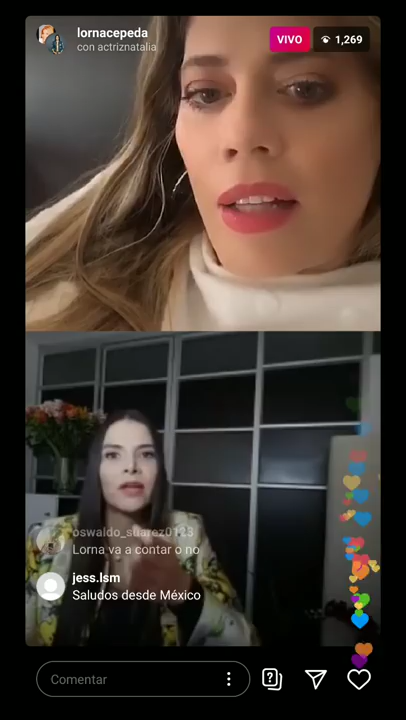 lornacepeda
con actriznatalia
VIVO
1,269
oswaldo_suarez0123
Lorna va a contar o no
jess.lsm
Saludos desde México
Comentar